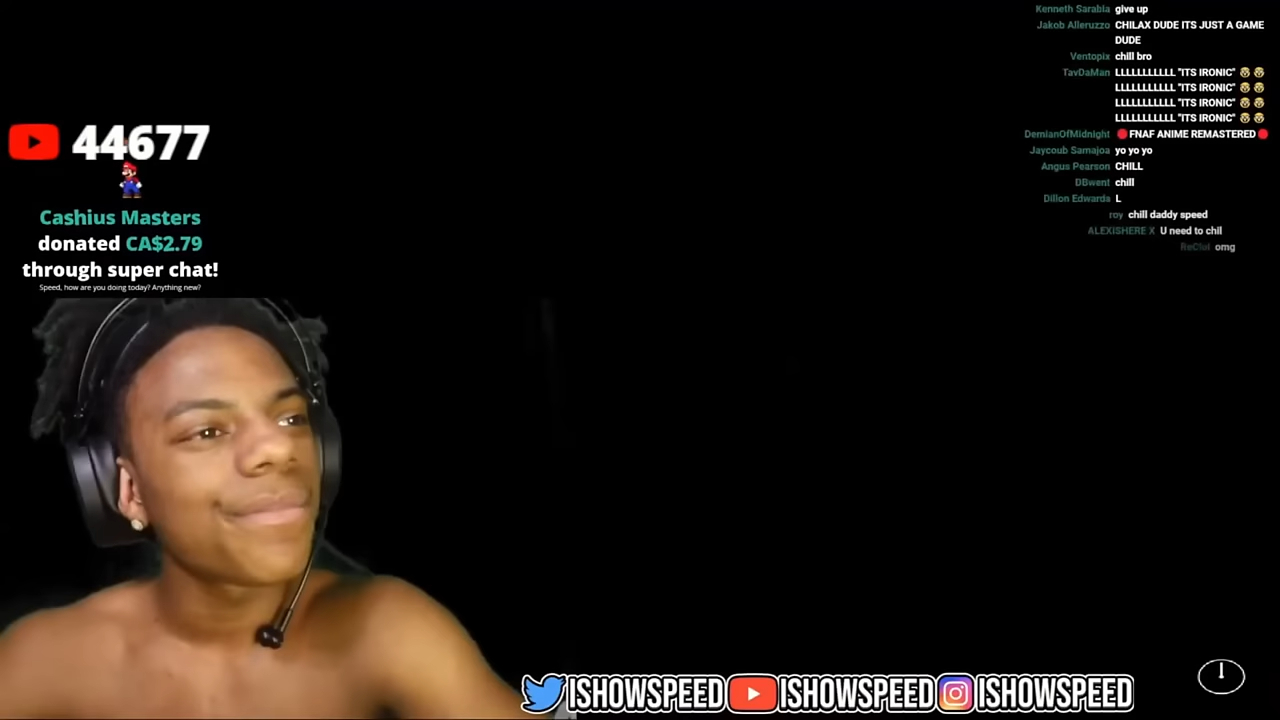 44677
Cashius Masters
donated CA$2.79
through super chat!
Speed, how are you doing today? Anything new?
Kenneth Sarabia give up
Jakob Alleruzzo CHILAX DUDE ITS JUST A GAME
DUDE
Ventopix chill bro
TavDaMan LLLLLLLLLLL "ITS IRONIC"
LLLLLLLLLLL "ITS IRONIC"
LLLLLLLLLLL "ITS IRONIC"
LLLLLLLLLLL "ITS IRONIC"
DemianOfMidnight FNAF ANIME REMASTERED
Jaycoub Samajoa yo yo yo
Angus Pearson CHILL
DBwent chill
Dillon Edwards L
roy chill daddy speed
ALEXISHERE X U need to chil
omg
ISHOWSPEED ISHOWSPEED ISHOWSPEED